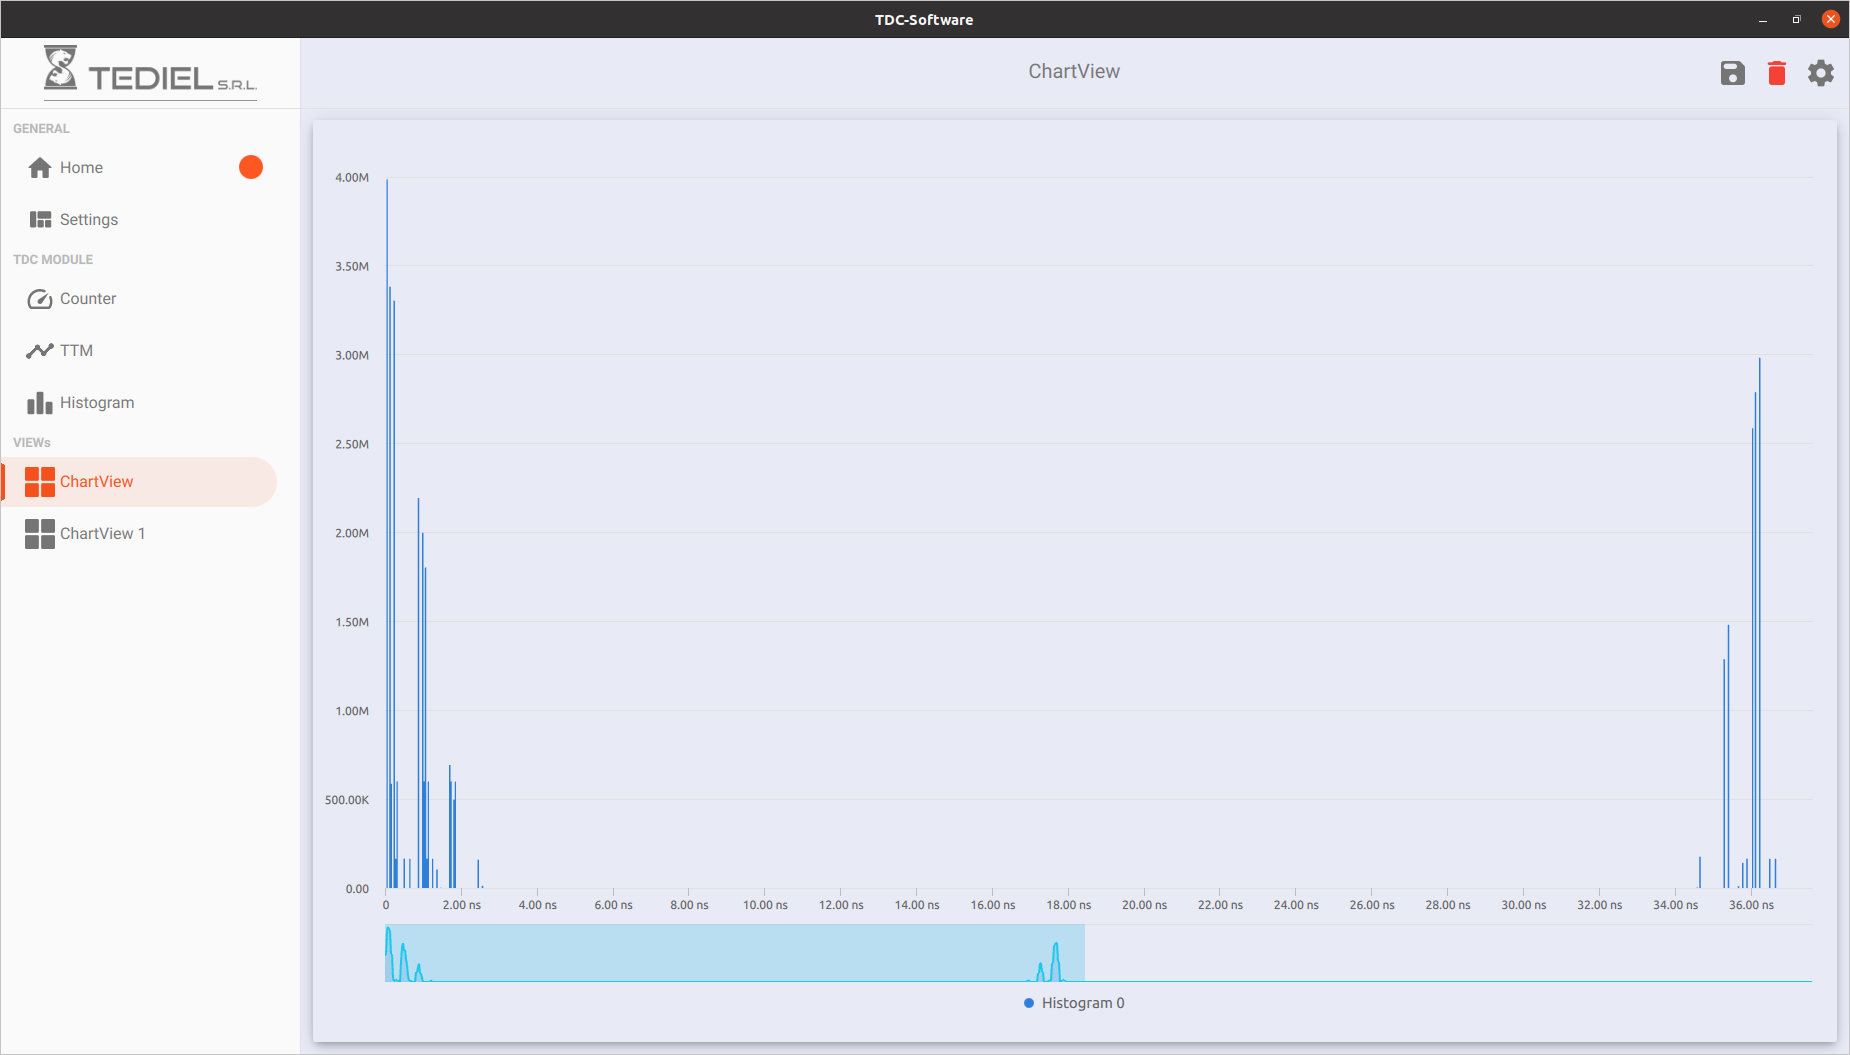 TDC-Software
TEDIEL S.R.L.
ChartView
GENERAL
Home
Settings
TDC MODULE
Counter
TTM
Histogram
VIEWs
ChartView
ChartView 1
4.00M
3.50M
3.00M
2.50M
2.00M
1.50M
1.00M
500.00K
0.00
0 2.00 ns 4.00 ns 6.00 ns 8.00 ns 10.00 ns 12.00 ns 14.00 ns 16.00 ns 18.00 ns 20.00 ns 22.00 ns 24.00 ns 26.00 ns 28.00 ns 30.00 ns 32.00 ns 34.00 ns 36.00 ns
Histogram 0